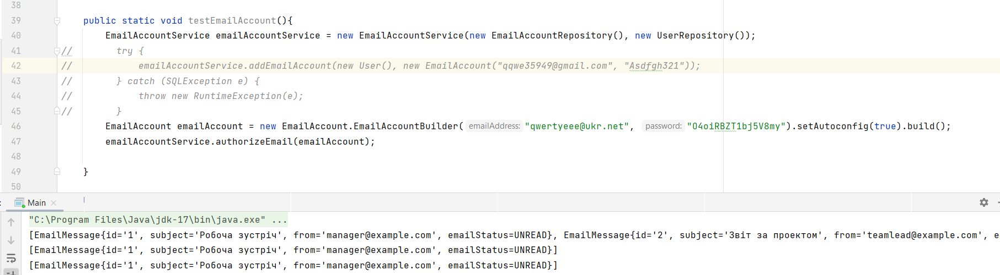 38
39 public static void testEmailAccount(){
40 EmailAccountService emailAccountService = new EmailAccountService(new EmailAccountRepository(), new UserRepository());
41 // try {
42 // emailAccountService.addEmailAccount(new User(), new EmailAccount("qqwe35949@gmail.com", "Asdfgh321"));
43 // } catch (SQLException e) {
44 // throw new RuntimeException(e);
45 // }
46 EmailAccount emailAccount = new EmailAccount.EmailAccountBuilder( emailAddress: "qwertyeee@ukr.net", password: "O4oiRBZT1bj5V8my").setAutoconfig(true).build();
47 emailAccountService.authorizeEmail(emailAccount);
48
49 }
50
: Main ×
"C:\Program Files\Java\jdk-17\bin\java.exe" ...
[EmailMessage{id='1', subject='Робоча зустріч', from='manager@example.com', emailStatus=UNREAD}, EmailMessage{id='2', subject='Звіт за проектом', from='teamlead@example.com',
[EmailMessage{id='1', subject='Робоча зустріч', from='manager@example.com', emailStatus=UNREAD}]
[EmailMessage{id='1', subject='Робоча зустріч', from='manager@example.com', emailStatus=UNREAD}]